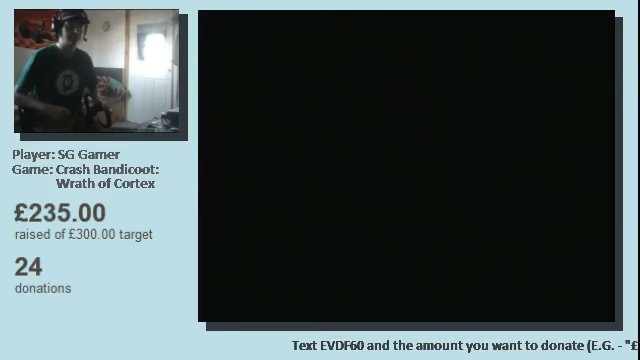 Player: SG Gamer
Game: Crash Bandicoot:
Wrath of Cortex
£235.00
raised of £300.00 target
24
donations
Text EVDF60 and the amount you want to donate (E.G. - "£